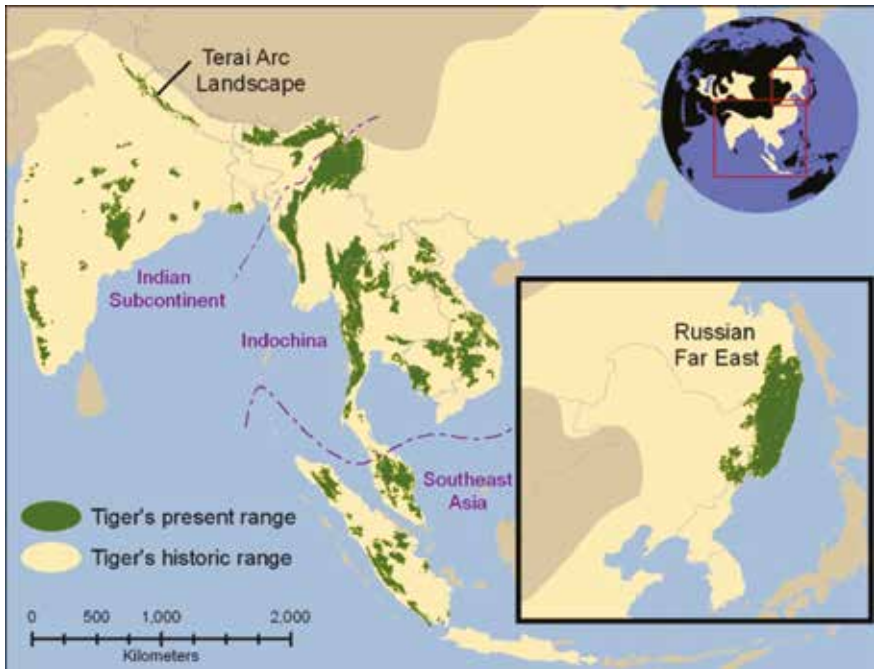 Terai Arc
Landscape
Indian
Subcontinent
Indochina
Southeast
Asia
Russian
Far East
Tiger's present range
Tiger's historic range
0 500 1,000 2,000
Kilometers